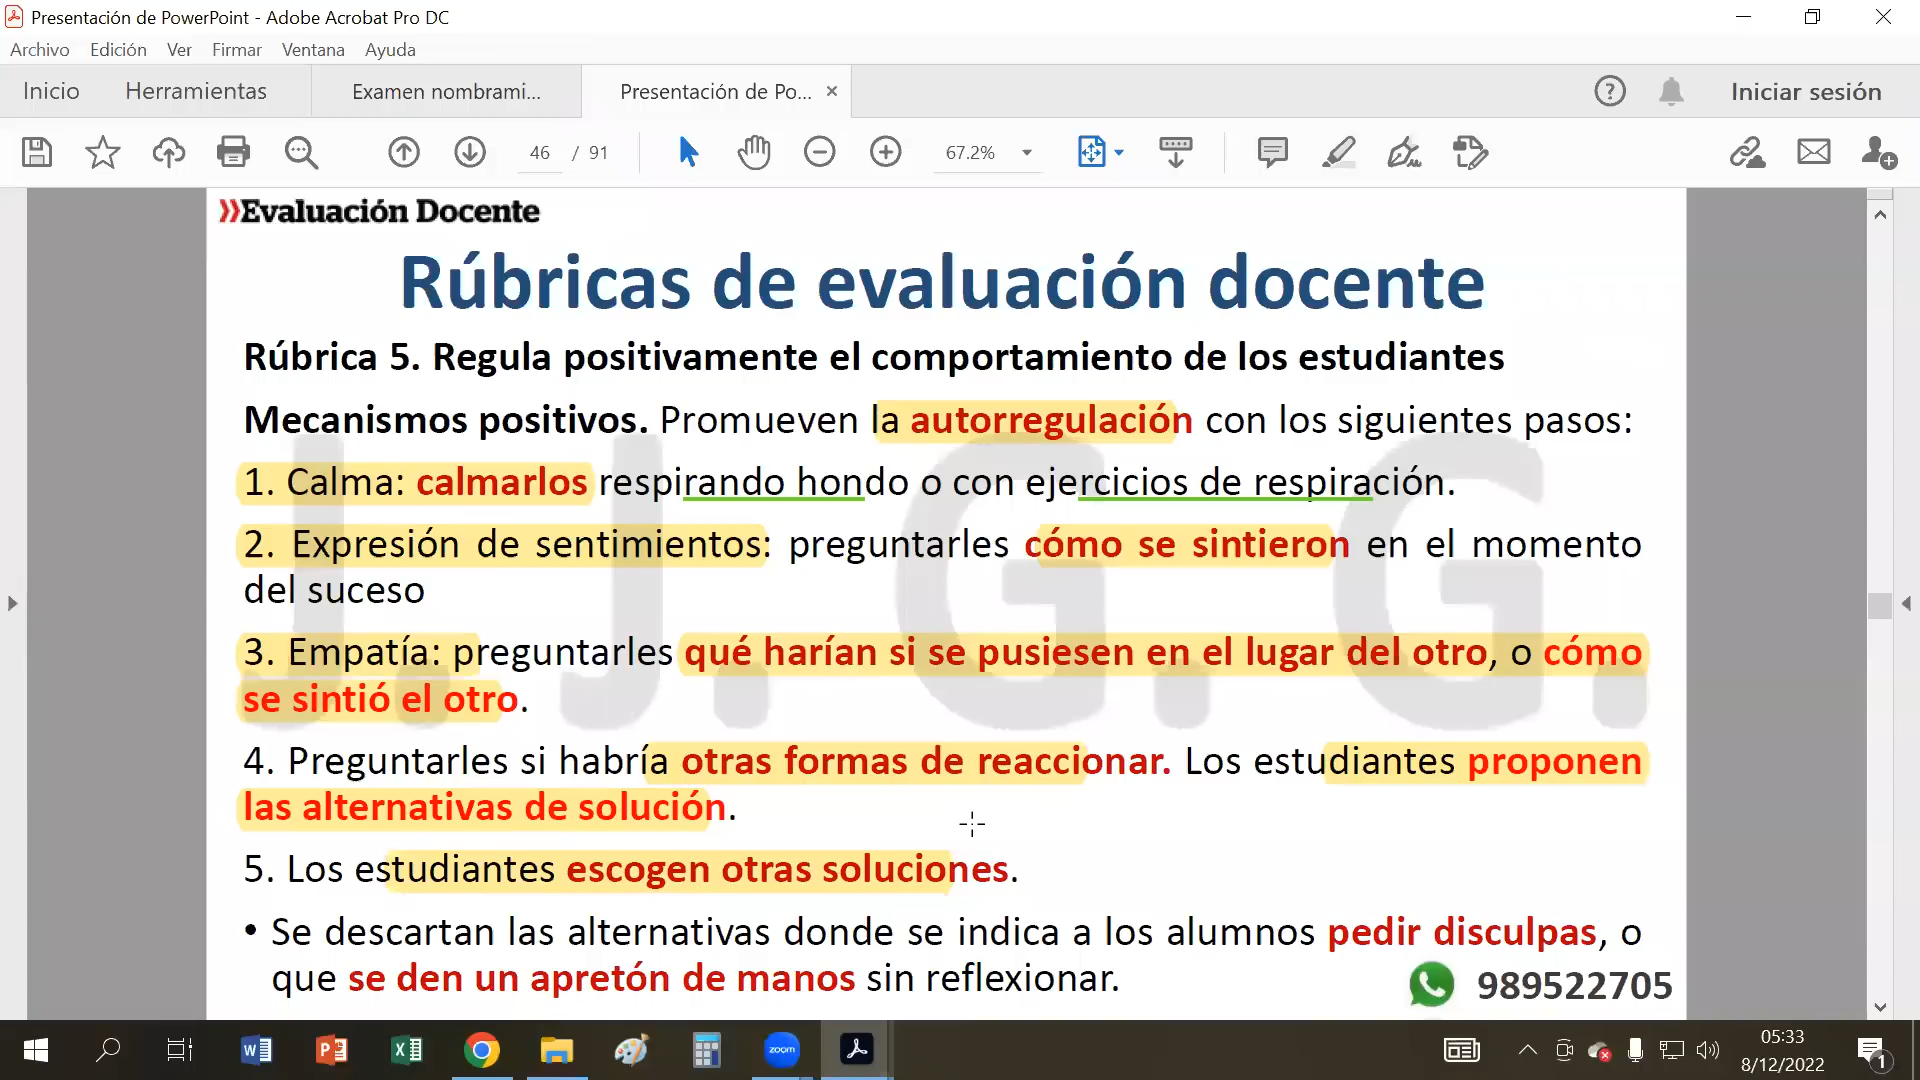 Presentación de PowerPoint - Adobe Acrobat Pro DC
Archivo Edición Ver Firmar Ventana Ayuda
Inicio Herramientas Examen nombrami... Presentación de Po... × Iniciar sesión
46 / 91 67.2%
Evaluación Docente
Rúbricas de evaluación docente
Rúbrica 5. Regula positivamente el comportamiento de los estudiantes
Mecanismos positivos. Promueven la autorregulación con los siguientes pasos:
1. Calma: calmarlos respirando hondo o con ejercicios de respiración.
2. Expresión de sentimientos: preguntarles cómo se sintieron en el momento
del suceso
3. Empatía: preguntarles qué harían si se pusiesen en el lugar del otro, o cómo
se sintió el otro.
4. Preguntarles si habría otras formas de reaccionar. Los estudiantes proponen
las alternativas de solución.
5. Los estudiantes escogen otras soluciones.
• Se descartan las alternativas donde se indica a los alumnos pedir disculpas, o
que se den un apretón de manos sin reflexionar.
989522705
J. J. G. G.
zoom
05:33
8/12/2022
1